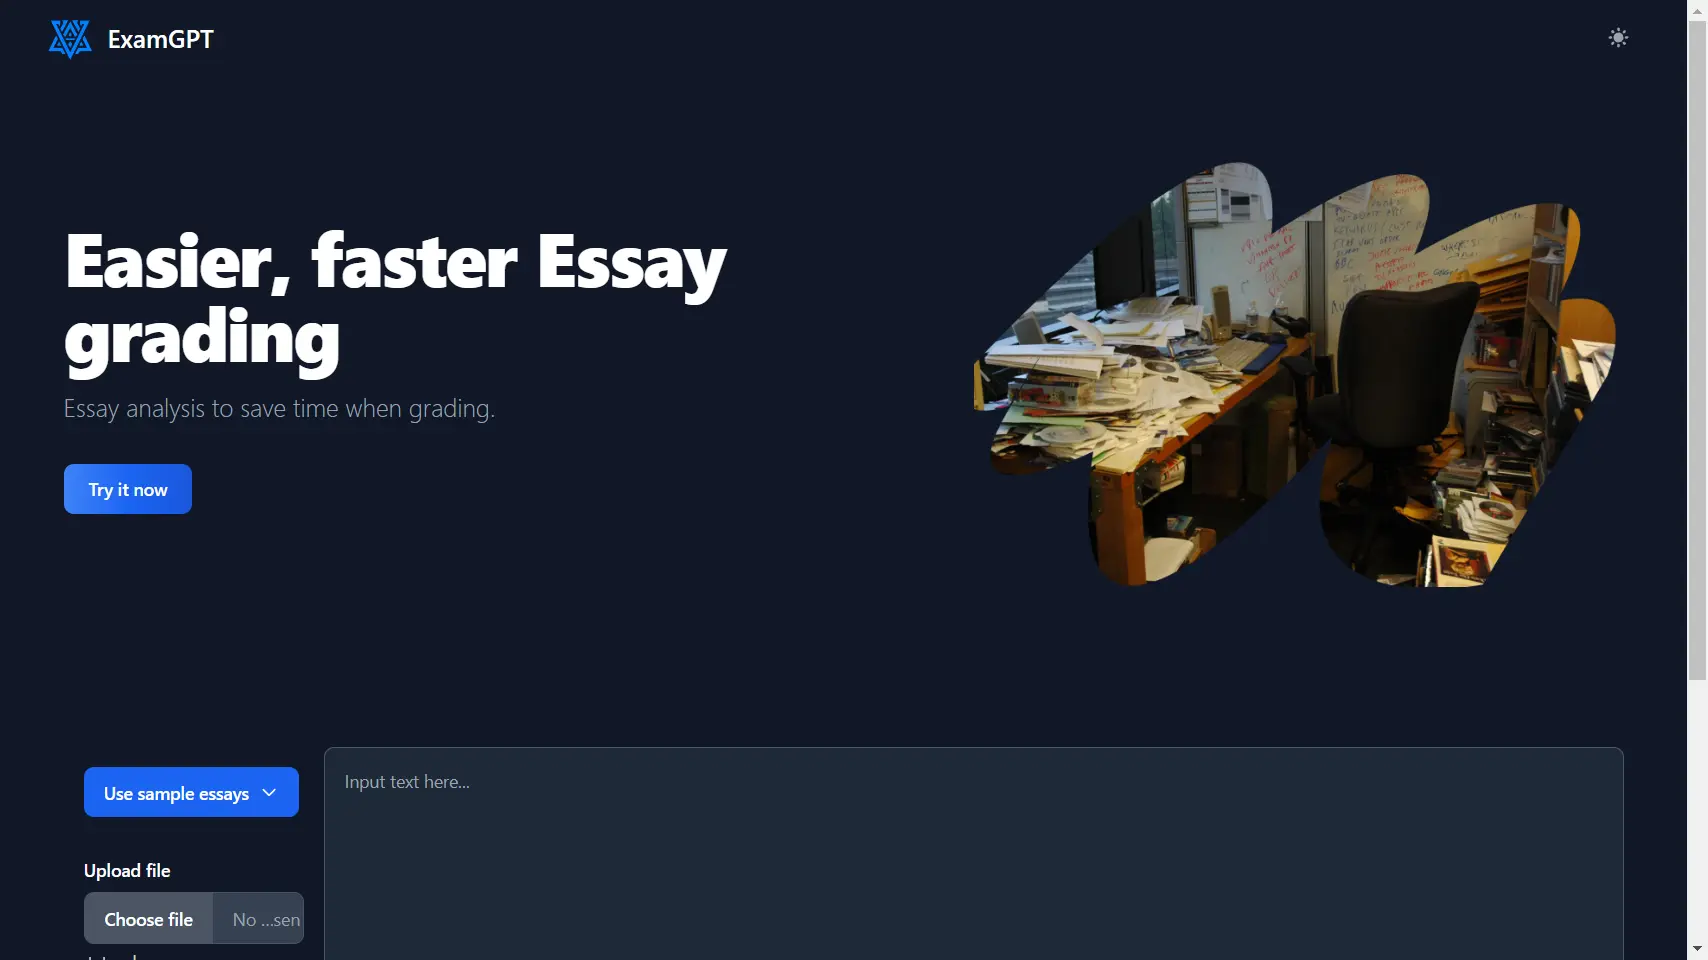 ExamGPT
Easier, faster Essay
grading
Essay analysis to save time when grading.
Try it now
Use sample essays
Input text here...
Upload file
Choose file
No ...sen